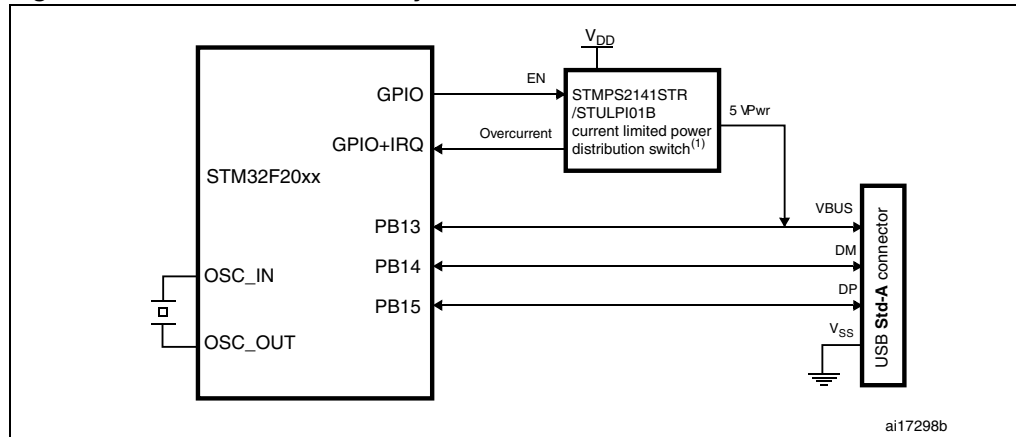 V_DD
EN
GPIO
STMPS2141STR
/STULPI01B
current limited power
distribution switch(1)
5 VPwr
Overcurrent
GPIO+IRQ
STM32F20xx
VBUS
PB13
DM
PB14
OSC_IN
DP
PB15
V_SS
OSC_OUT
USB Std-A connector
ai17298b